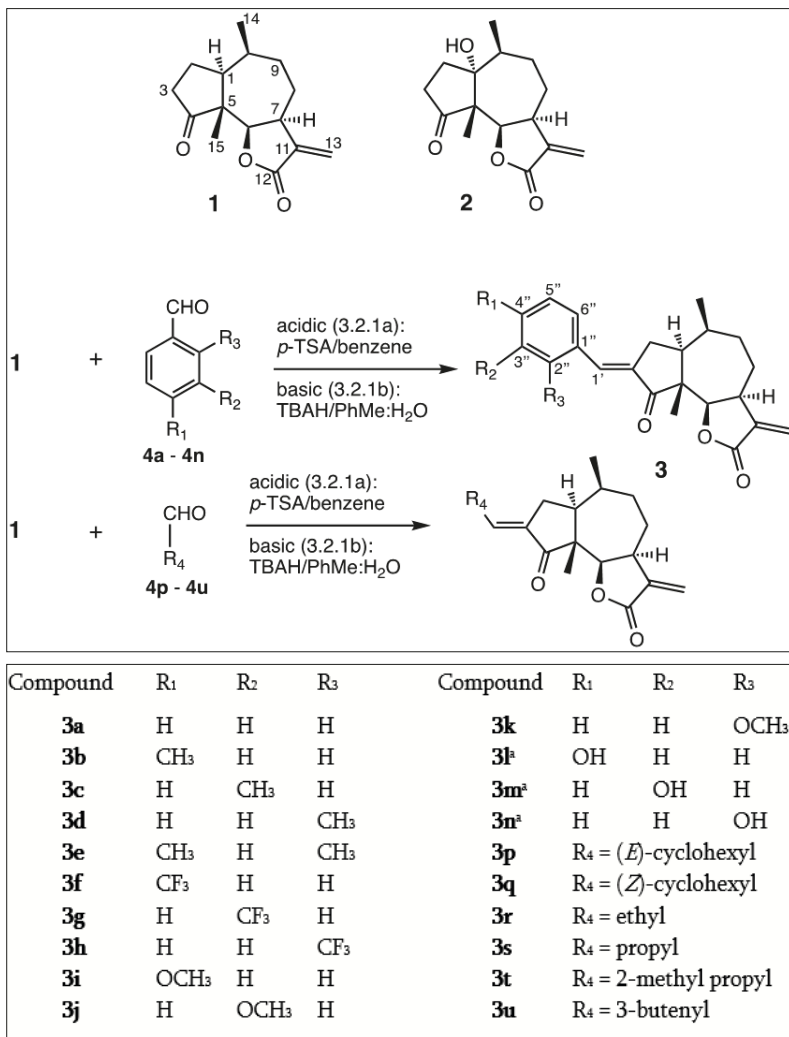 14
H
9
1
3
5
7
H
15
13
11
O
O
12
O
1
HO
H
O
O
O
2
1 + CHO R3 R2 R1
4a - 4n
acidic (3.2.1a):
p-TSA/benzene
basic (3.2.1b):
TBAH/PhMe:H2O
R1 4'' 5'' 6'' 1'' R2 3'' 2'' R3 1' H H O O O
3
1 + CHO R4
4p - 4u
acidic (3.2.1a):
p-TSA/benzene
basic (3.2.1b):
TBAH/PhMe:H2O
R4 H H O O O
Compound R1 R2 R3 Compound R1 R2 R3
3a H H H 3k H H OCH3
3b CH3 H H 3lª OH H H
3c H CH3 H 3mª H OH H
3d H H CH3 3nª H H OH
3e CH3 H CH3 3p R4 = (E)-cyclohexyl
3f CF3 H H 3q R4 = (Z)-cyclohexyl
3g H CF3 H 3r R4 = ethyl
3h H H CF3 3s R4 = propyl
3i OCH3 H H 3t R4 = 2-methyl propyl
3j H OCH3 H 3u R4 = 3-butenyl